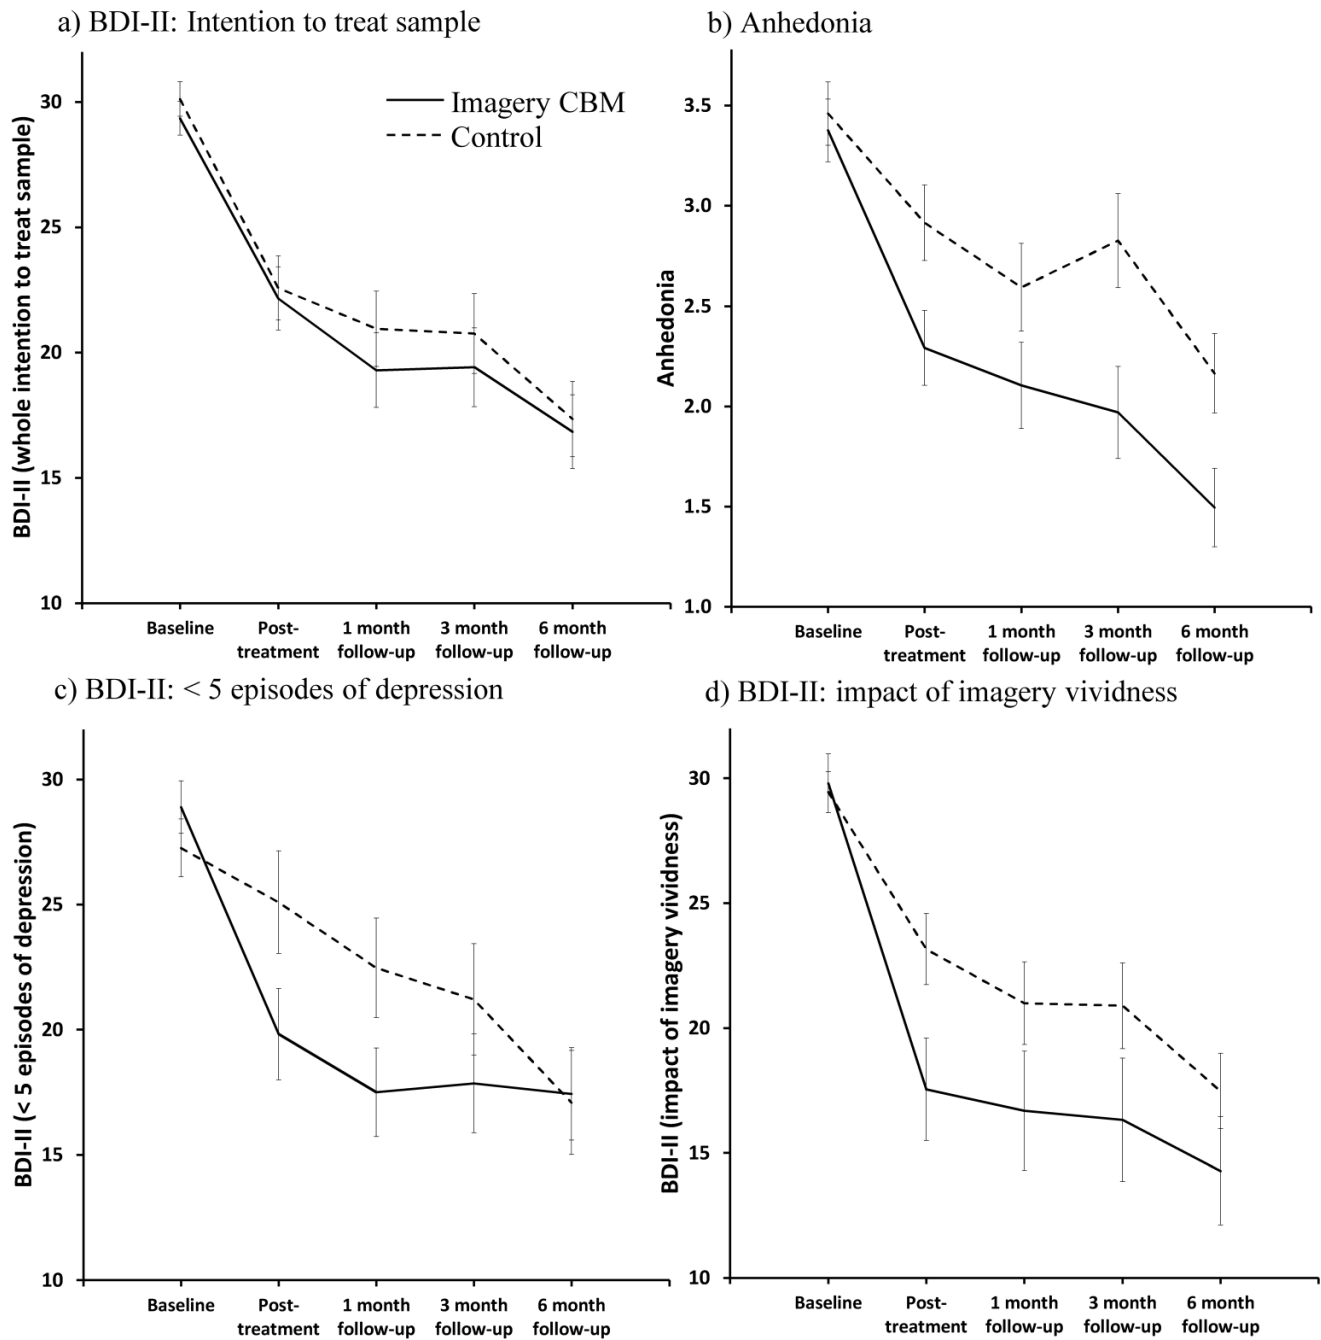 a) BDI-II: Intention to treat sample
BDI-II (whole intention to treat sample)
30
25
20
15
10
Imagery CBM
Control
Baseline
Post-
treatment
1 month
follow-up
3 month
follow-up
6 month
follow-up
b) Anhedonia
Anhedonia
3.5
3.0
2.5
2.0
1.5
1.0
Baseline
Post-
treatment
1 month
follow-up
3 month
follow-up
6 month
follow-up
c) BDI-II: < 5 episodes of depression
BDI-II (< 5 episodes of depression)
30
25
20
15
10
Baseline
Post-
treatment
1 month
follow-up
3 month
follow-up
6 month
follow-up
d) BDI-II: impact of imagery vividness
BDI-II (impact of imagery vividness)
30
25
20
15
10
Baseline
Post-
treatment
1 month
follow-up
3 month
follow-up
6 month
follow-up